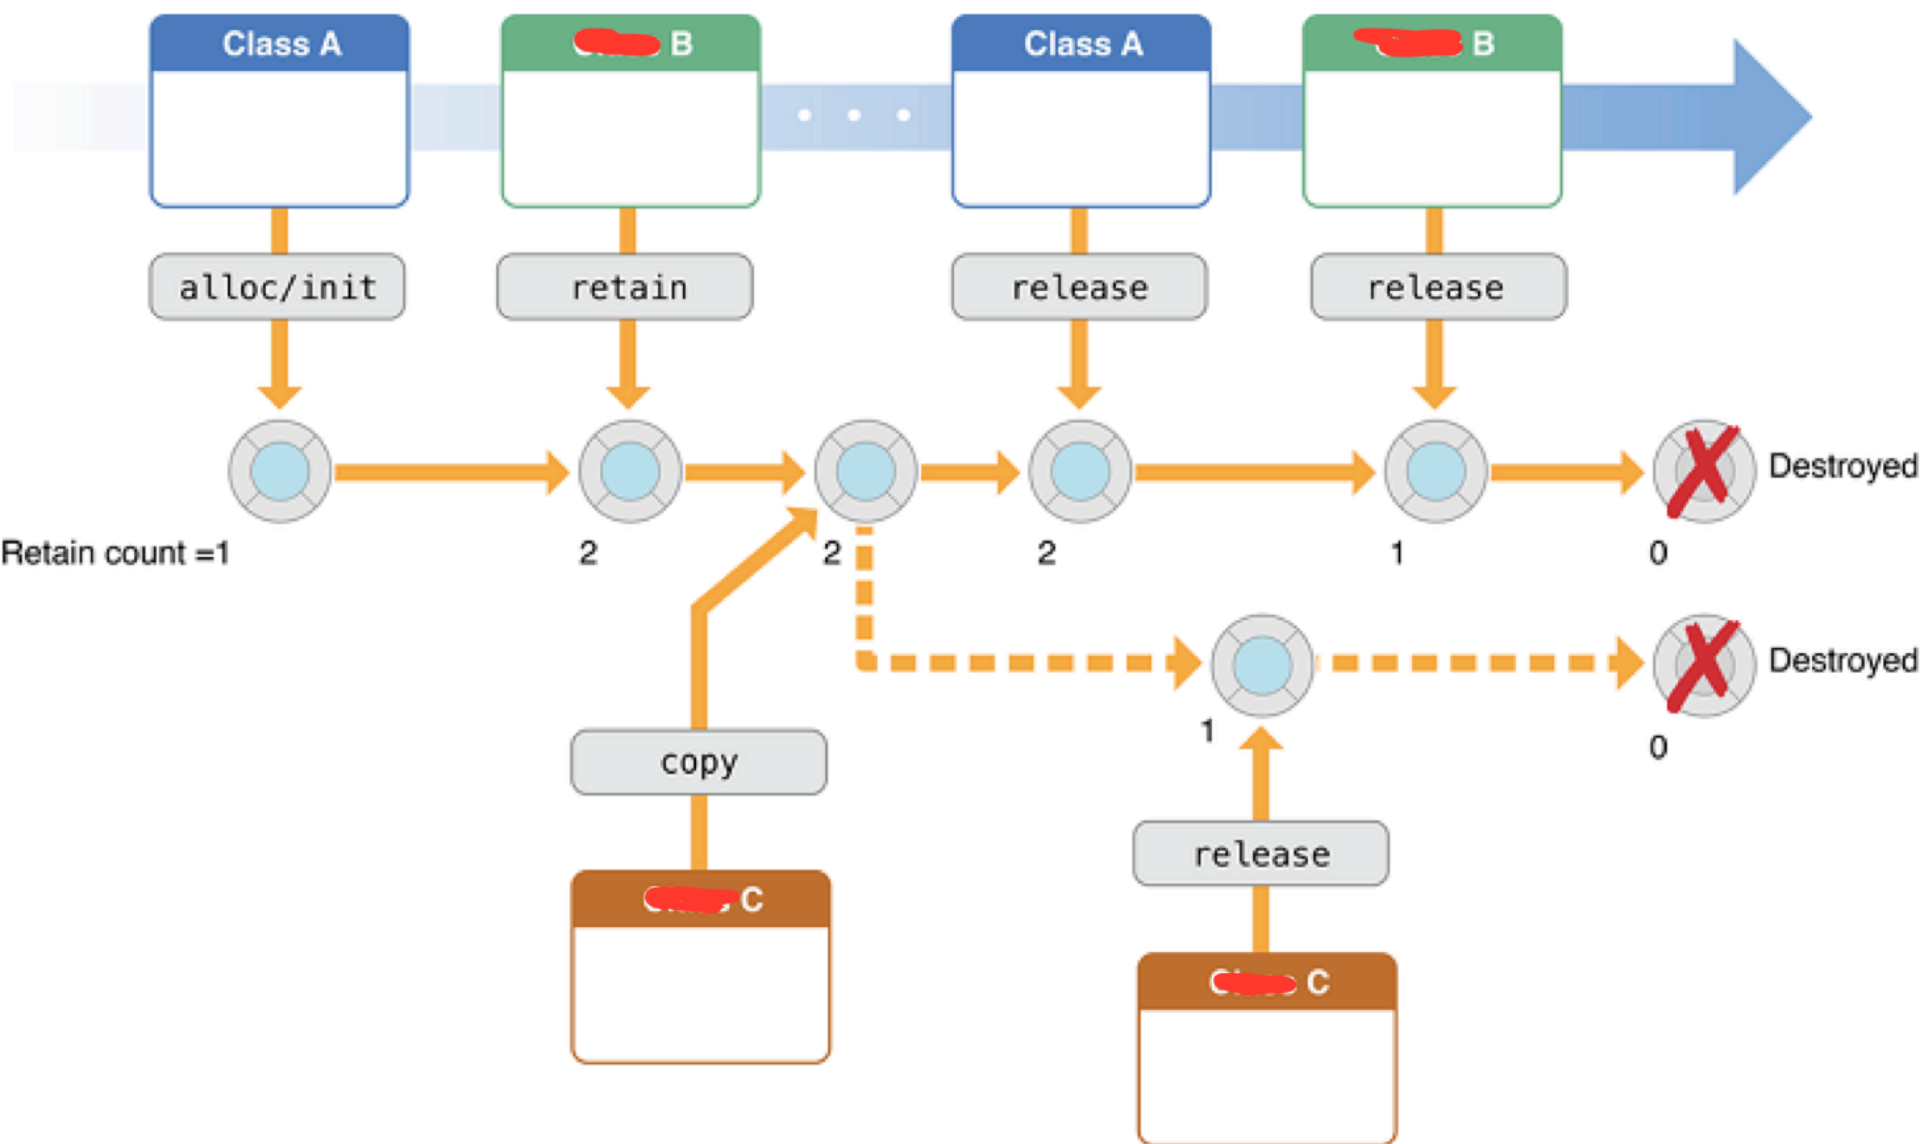 Class A
B
Class A
B
alloc/init
retain
release
release
Destroyed
Retain count =1
2
2
2
1
0
Destroyed
1
0
copy
release
C
C